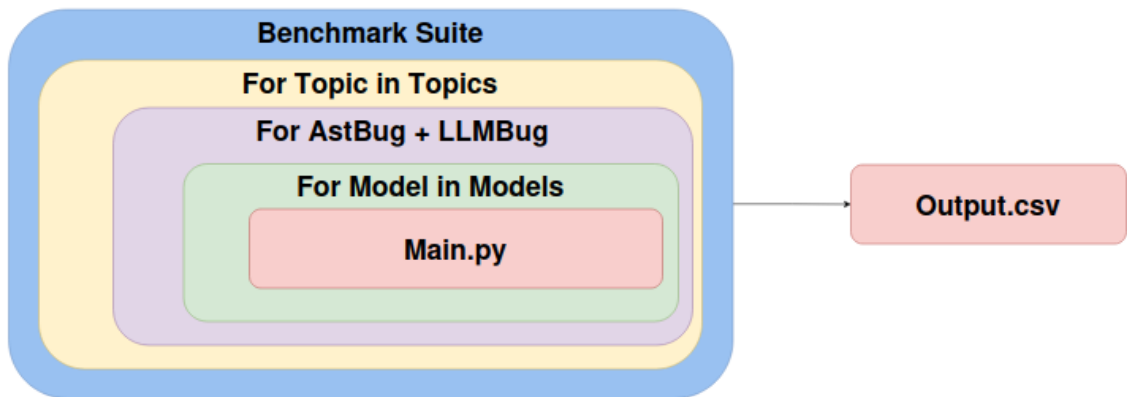 Benchmark Suite
For Topic in Topics
For AstBug + LLMBug
For Model in Models
Main.py
Output.csv